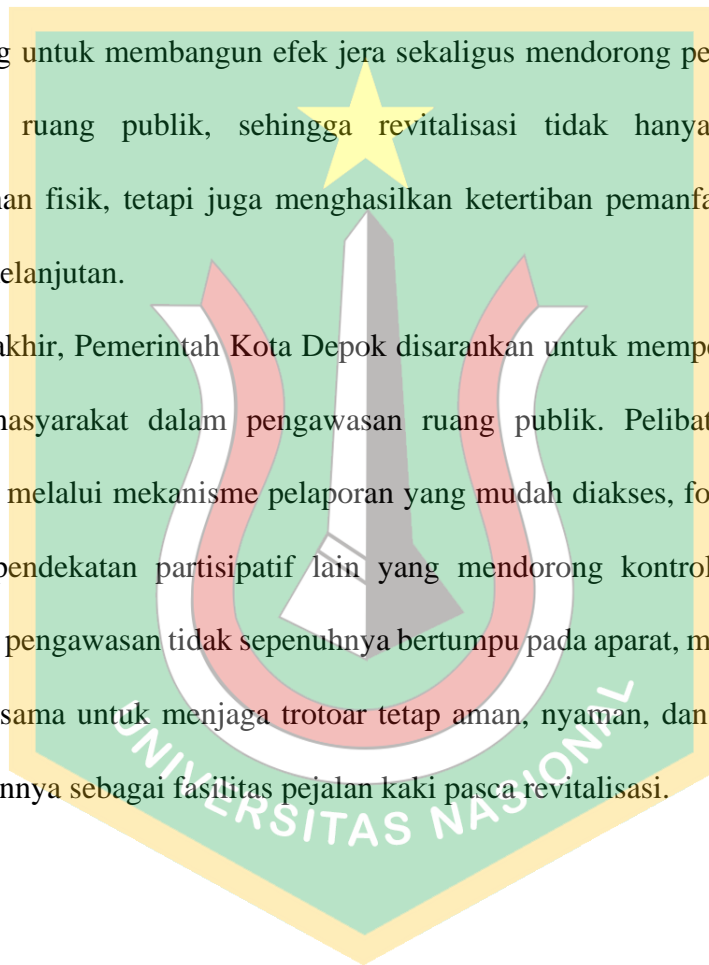 g untuk membangun efek jera sekaligus mendorong pe
ruang publik, sehingga revitalisasi tidak hanya
an fisik, tetapi juga menghasilkan ketertiban pemanfa
elanjutan.
akhir, Pemerintah Kota Depok disarankan untuk mempe
masyarakat dalam pengawasan ruang publik. Pelibat
melalui mekanisme pelaporan yang mudah diakses, fo
pendekatan partisipatif lain yang mendorong kontrol
pengawasan tidak sepenuhnya bertumpu pada aparat, m
sama untuk menjaga trotoar tetap aman, nyaman, dan
nnya sebagai fasilitas pejalan kaki pasca revitalisasi.
UNIVERSITAS NASIONAL